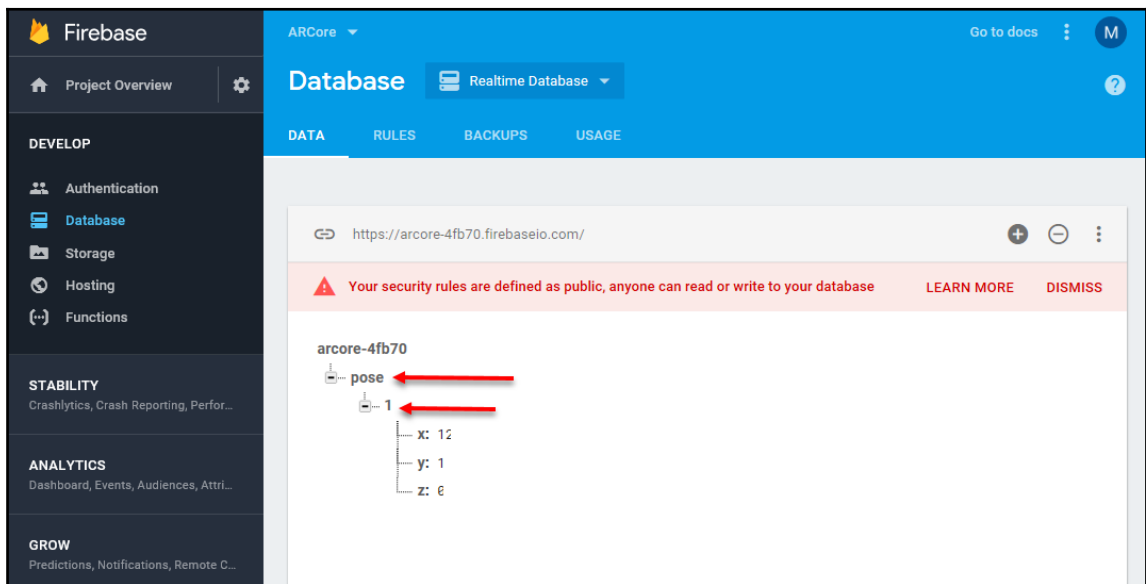 Firebase
ARCore
Go to docs
M
Project Overview
Database
Realtime Database
?
DEVELOP
DATA RULES BACKUPS USAGE
Authentication
Database
Storage
https://arcore-4fb70.firebaseio.com/
Hosting
Your security rules are defined as public, anyone can read or write to your database LEARN MORE DISMISS
Functions
arcore-4fb70
pose
1
x: 12
y: 1
z:
STABILITY
Crashlytics, Crash Reporting, Perfor...
ANALYTICS
Dashboard, Events, Audiences, Attri...
GROW
Predictions, Notifications, Remote C...